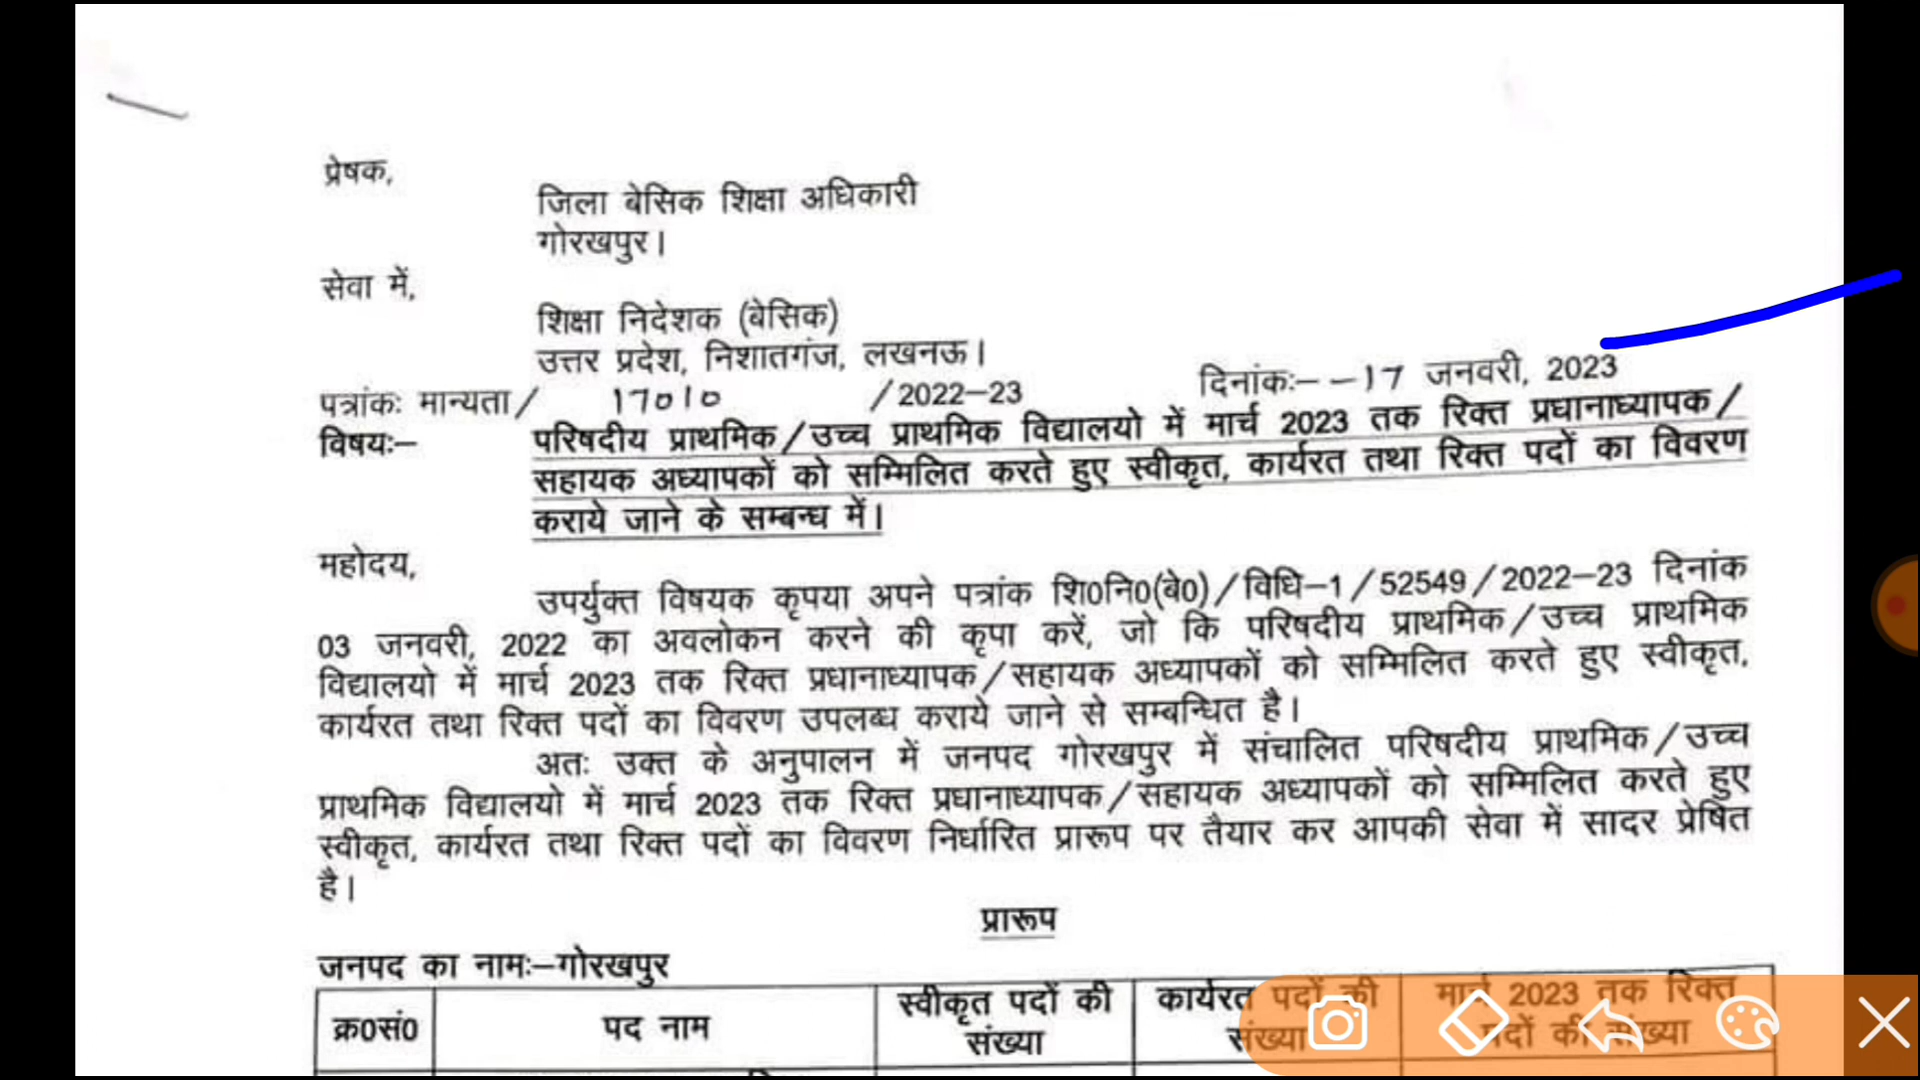 प्रेषक,
जिला बेसिक शिक्षा अधिकारी
गोरखपुर।
सेवा में,
शिक्षा निदेशक (बेसिक)
उत्तर प्रदेश, निशातगंज, लखनऊ।
पत्रांकः मान्यता/ 17010 /2022-23 दिनांकः--17 जनवरी, 2023
विषयः- परिषदीय प्राथमिक/उच्च प्राथमिक विद्यालयो में मार्च 2023 तक रिक्त प्रधानाध्यापक/
सहायक अध्यापकों को सम्मिलित करते हुए स्वीकृत, कार्यरत तथा रिक्त पदों का विवरण
कराये जाने के सम्बन्ध में।
महोदय,
उपर्युक्त विषयक कृपया अपने पत्रांक शि0नि0(बे0)/विधि-1/52549/2022-23 दिनांक
03 जनवरी, 2022 का अवलोकन करने की कृपा करें, जो कि परिषदीय प्राथमिक/उच्च प्राथमिक
विद्यालयो में मार्च 2023 तक रिक्त प्रधानाध्यापक/सहायक अध्यापकों को सम्मिलित करते हुए स्वीकृत,
कार्यरत तथा रिक्त पदों का विवरण उपलब्ध कराये जाने से सम्बन्धित है।
अतः उक्त के अनुपालन में जनपद गोरखपुर में संचालित परिषदीय प्राथमिक/उच्च
प्राथमिक विद्यालयो में मार्च 2023 तक रिक्त प्रधानाध्यापक/सहायक अध्यापकों को सम्मिलित करते हुए
स्वीकृत, कार्यरत तथा रिक्त पदों का विवरण निर्धारित प्रारूप पर तैयार कर आपकी सेवा में सादर प्रेषित
है।
प्रारूप
जनपद का नामः-गोरखपुर
क्र0सं0
पद नाम
स्वीकृत पदों की
संख्या
कार्यरत पदों की
संख्या
मार्च 2023 तक रिक्त
पदों की संख्या